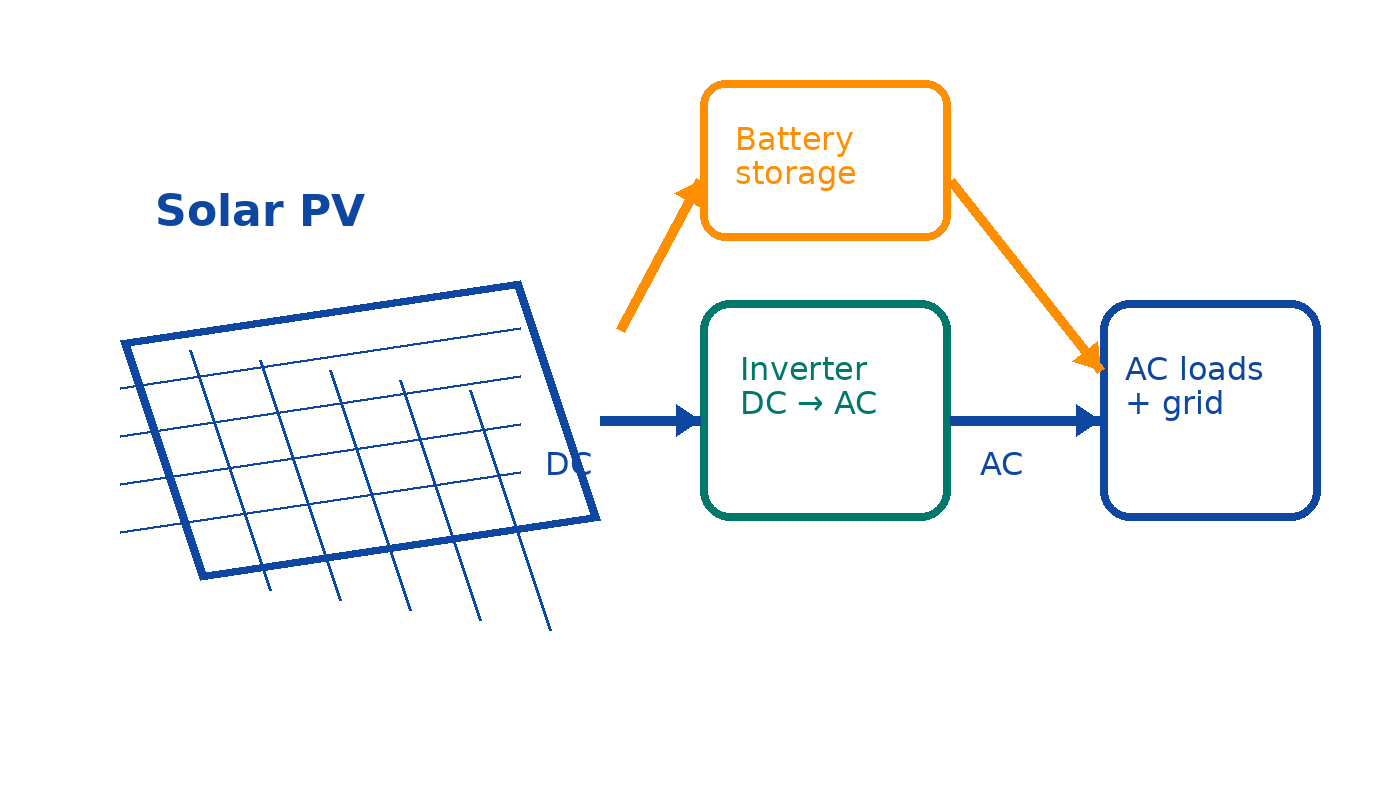 Solar PV
Battery
storage
Inverter
DC → AC
AC loads
+ grid
DC
AC